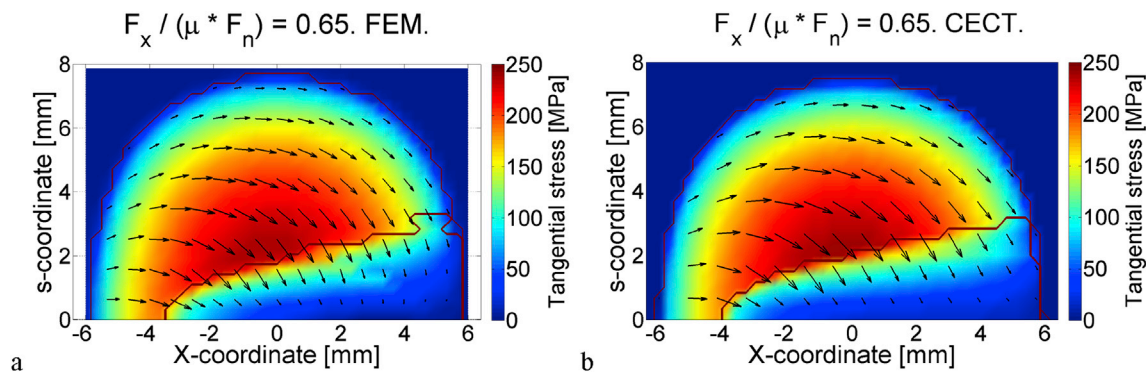 F_x / (μ * F_n) = 0.65. FEM.
8
6
4
2
0
s-coordinate [mm]
-6 -4 -2 0 2 4 6
X-coordinate [mm]
250
200
150
100
50
0
Tangential stress [MPa]
a
F_x / (μ * F_n) = 0.65. CECT.
8
6
4
2
0
s-coordinate [mm]
-6 -4 -2 0 2 4 6
X-coordinate [mm]
250
200
150
100
50
0
Tangential stress [MPa]
b